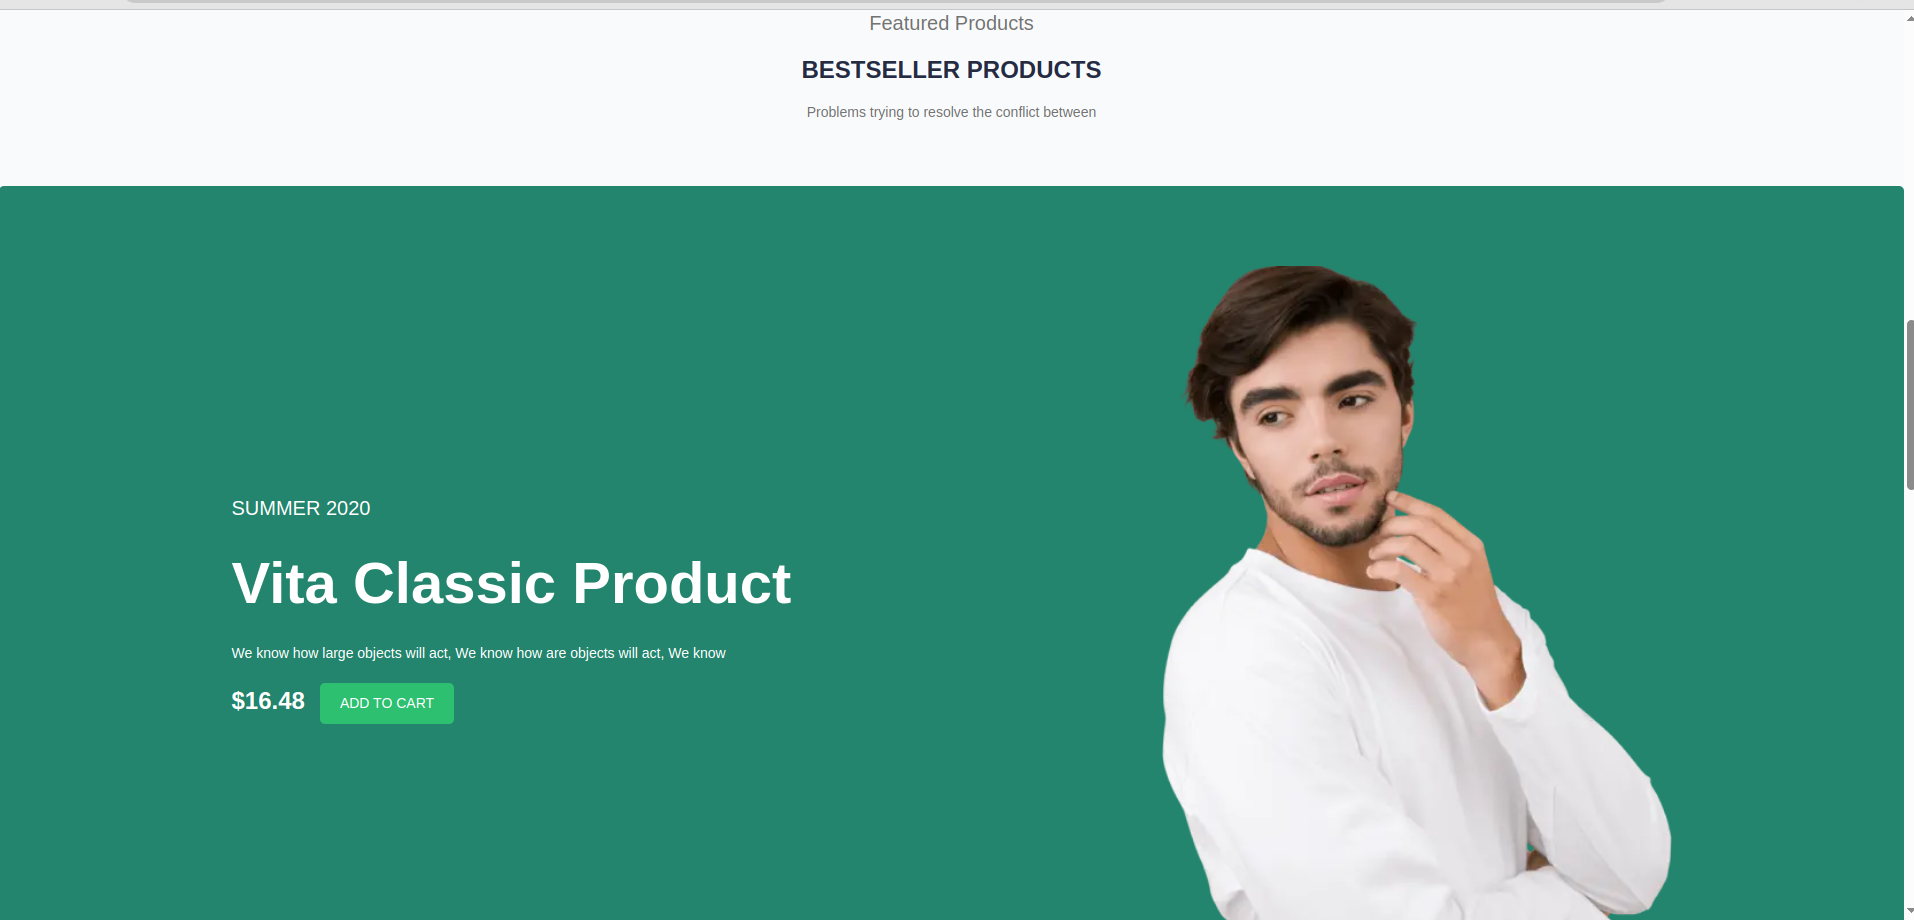 Featured Products
BESTSELLER PRODUCTS
Problems trying to resolve the conflict between
SUMMER 2020
Vita Classic Product
We know how large objects will act, We know how are objects will act, We know
$16.48 ADD TO CART